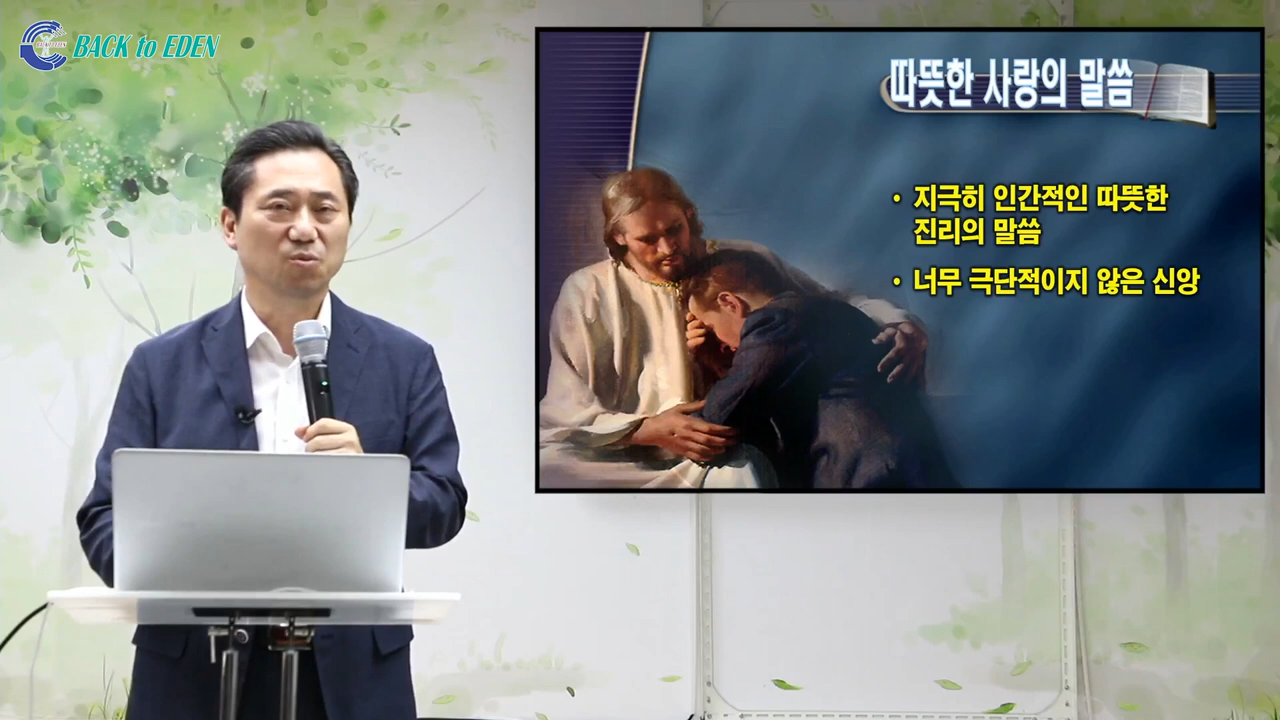 BACK to EDEN
따뜻한 사랑의 말씀
• 지극히 인간적인 따뜻한
진리의 말씀
• 너무 극단적이지 않은 신앙